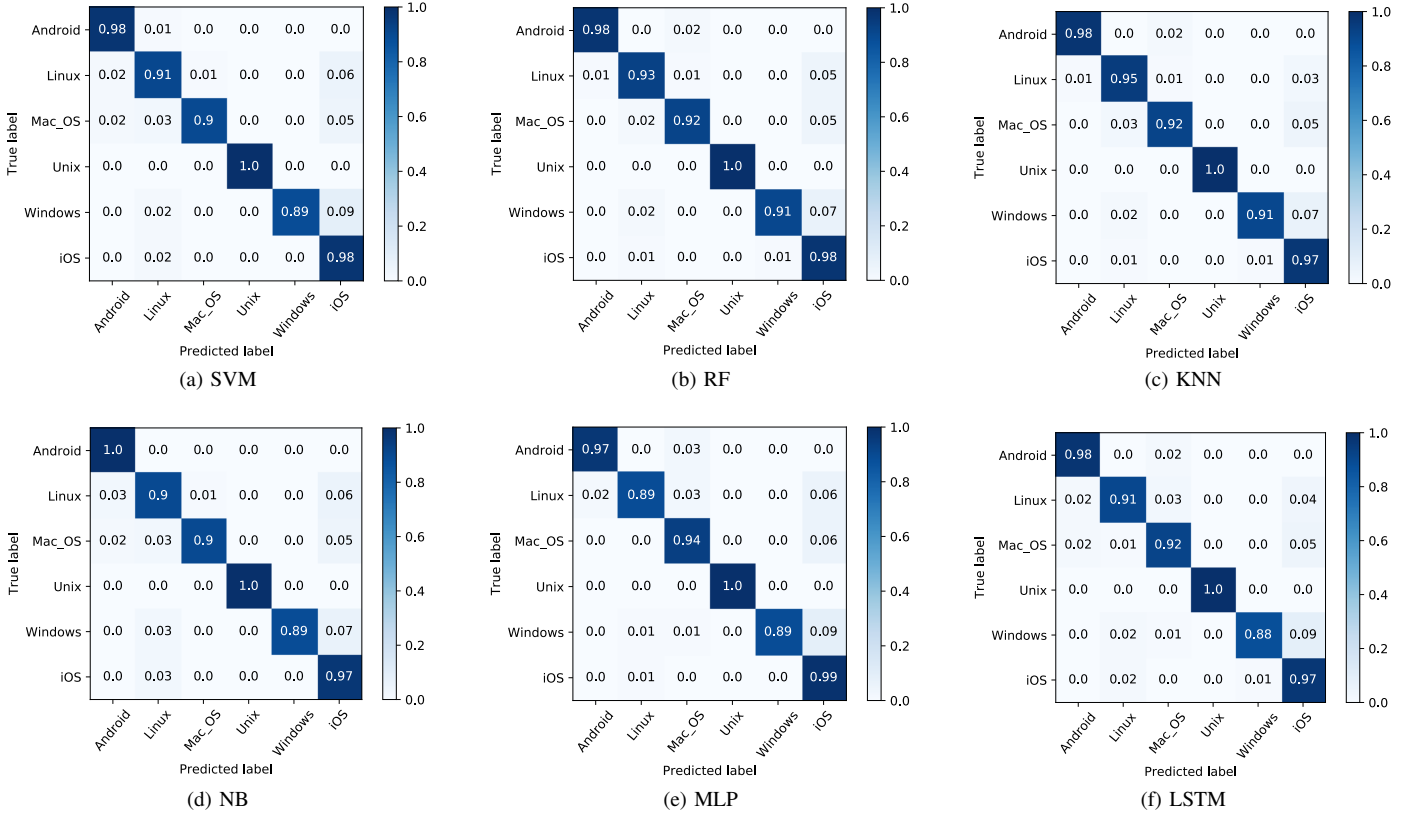 Android 0.98 0.01 0.0 0.0 0.0 0.0
Linux 0.02 0.91 0.01 0.0 0.0 0.06
Mac_OS 0.02 0.03 0.9 0.0 0.0 0.05
Unix 0.0 0.0 0.0 1.0 0.0 0.0
Windows 0.0 0.02 0.0 0.0 0.89 0.09
iOS 0.0 0.02 0.0 0.0 0.0 0.98
Android Linux Mac_OS Unix Windows iOS
True label
Predicted label
1.0
0.8
0.6
0.4
0.2
0.0
(a) SVM
Android 0.98 0.0 0.02 0.0 0.0 0.0
Linux 0.01 0.93 0.01 0.0 0.0 0.05
Mac_OS 0.0 0.02 0.92 0.0 0.0 0.05
Unix 0.0 0.0 0.0 1.0 0.0 0.0
Windows 0.0 0.02 0.0 0.0 0.91 0.07
iOS 0.0 0.01 0.0 0.0 0.01 0.98
Android Linux Mac_OS Unix Windows iOS
True label
Predicted label
1.0
0.8
0.6
0.4
0.2
0.0
(b) RF
Android 0.98 0.0 0.02 0.0 0.0 0.0
Linux 0.01 0.95 0.01 0.0 0.0 0.03
Mac_OS 0.0 0.03 0.92 0.0 0.0 0.05
Unix 0.0 0.0 0.0 1.0 0.0 0.0
Windows 0.0 0.02 0.0 0.0 0.91 0.07
iOS 0.0 0.01 0.0 0.0 0.01 0.97
Android Linux Mac_OS Unix Windows iOS
True label
Predicted label
1.0
0.8
0.6
0.4
0.2
0.0
(c) KNN
Android 1.0 0.0 0.0 0.0 0.0 0.0
Linux 0.03 0.9 0.01 0.0 0.0 0.06
Mac_OS 0.02 0.03 0.9 0.0 0.0 0.05
Unix 0.0 0.0 0.0 1.0 0.0 0.0
Windows 0.0 0.03 0.0 0.0 0.89 0.07
iOS 0.0 0.03 0.0 0.0 0.0 0.97
Android Linux Mac_OS Unix Windows iOS
True label
Predicted label
1.0
0.8
0.6
0.4
0.2
0.0
(d) NB
Android 0.97 0.0 0.03 0.0 0.0 0.0
Linux 0.02 0.89 0.03 0.0 0.0 0.06
Mac_OS 0.0 0.0 0.94 0.0 0.0 0.06
Unix 0.0 0.0 0.0 1.0 0.0 0.0
Windows 0.0 0.01 0.01 0.0 0.89 0.09
iOS 0.0 0.01 0.0 0.0 0.0 0.99
Android Linux Mac_OS Unix Windows iOS
True label
Predicted label
1.0
0.8
0.6
0.4
0.2
0.0
(e) MLP
Android 0.98 0.0 0.02 0.0 0.0 0.0
Linux 0.02 0.91 0.03 0.0 0.0 0.04
Mac_OS 0.02 0.01 0.92 0.0 0.0 0.05
Unix 0.0 0.0 0.0 1.0 0.0 0.0
Windows 0.0 0.02 0.01 0.0 0.88 0.09
iOS 0.0 0.02 0.0 0.0 0.01 0.97
Android Linux Mac_OS Unix Windows iOS
True label
Predicted label
1.0
0.8
0.6
0.4
0.2
0.0
(f) LSTM